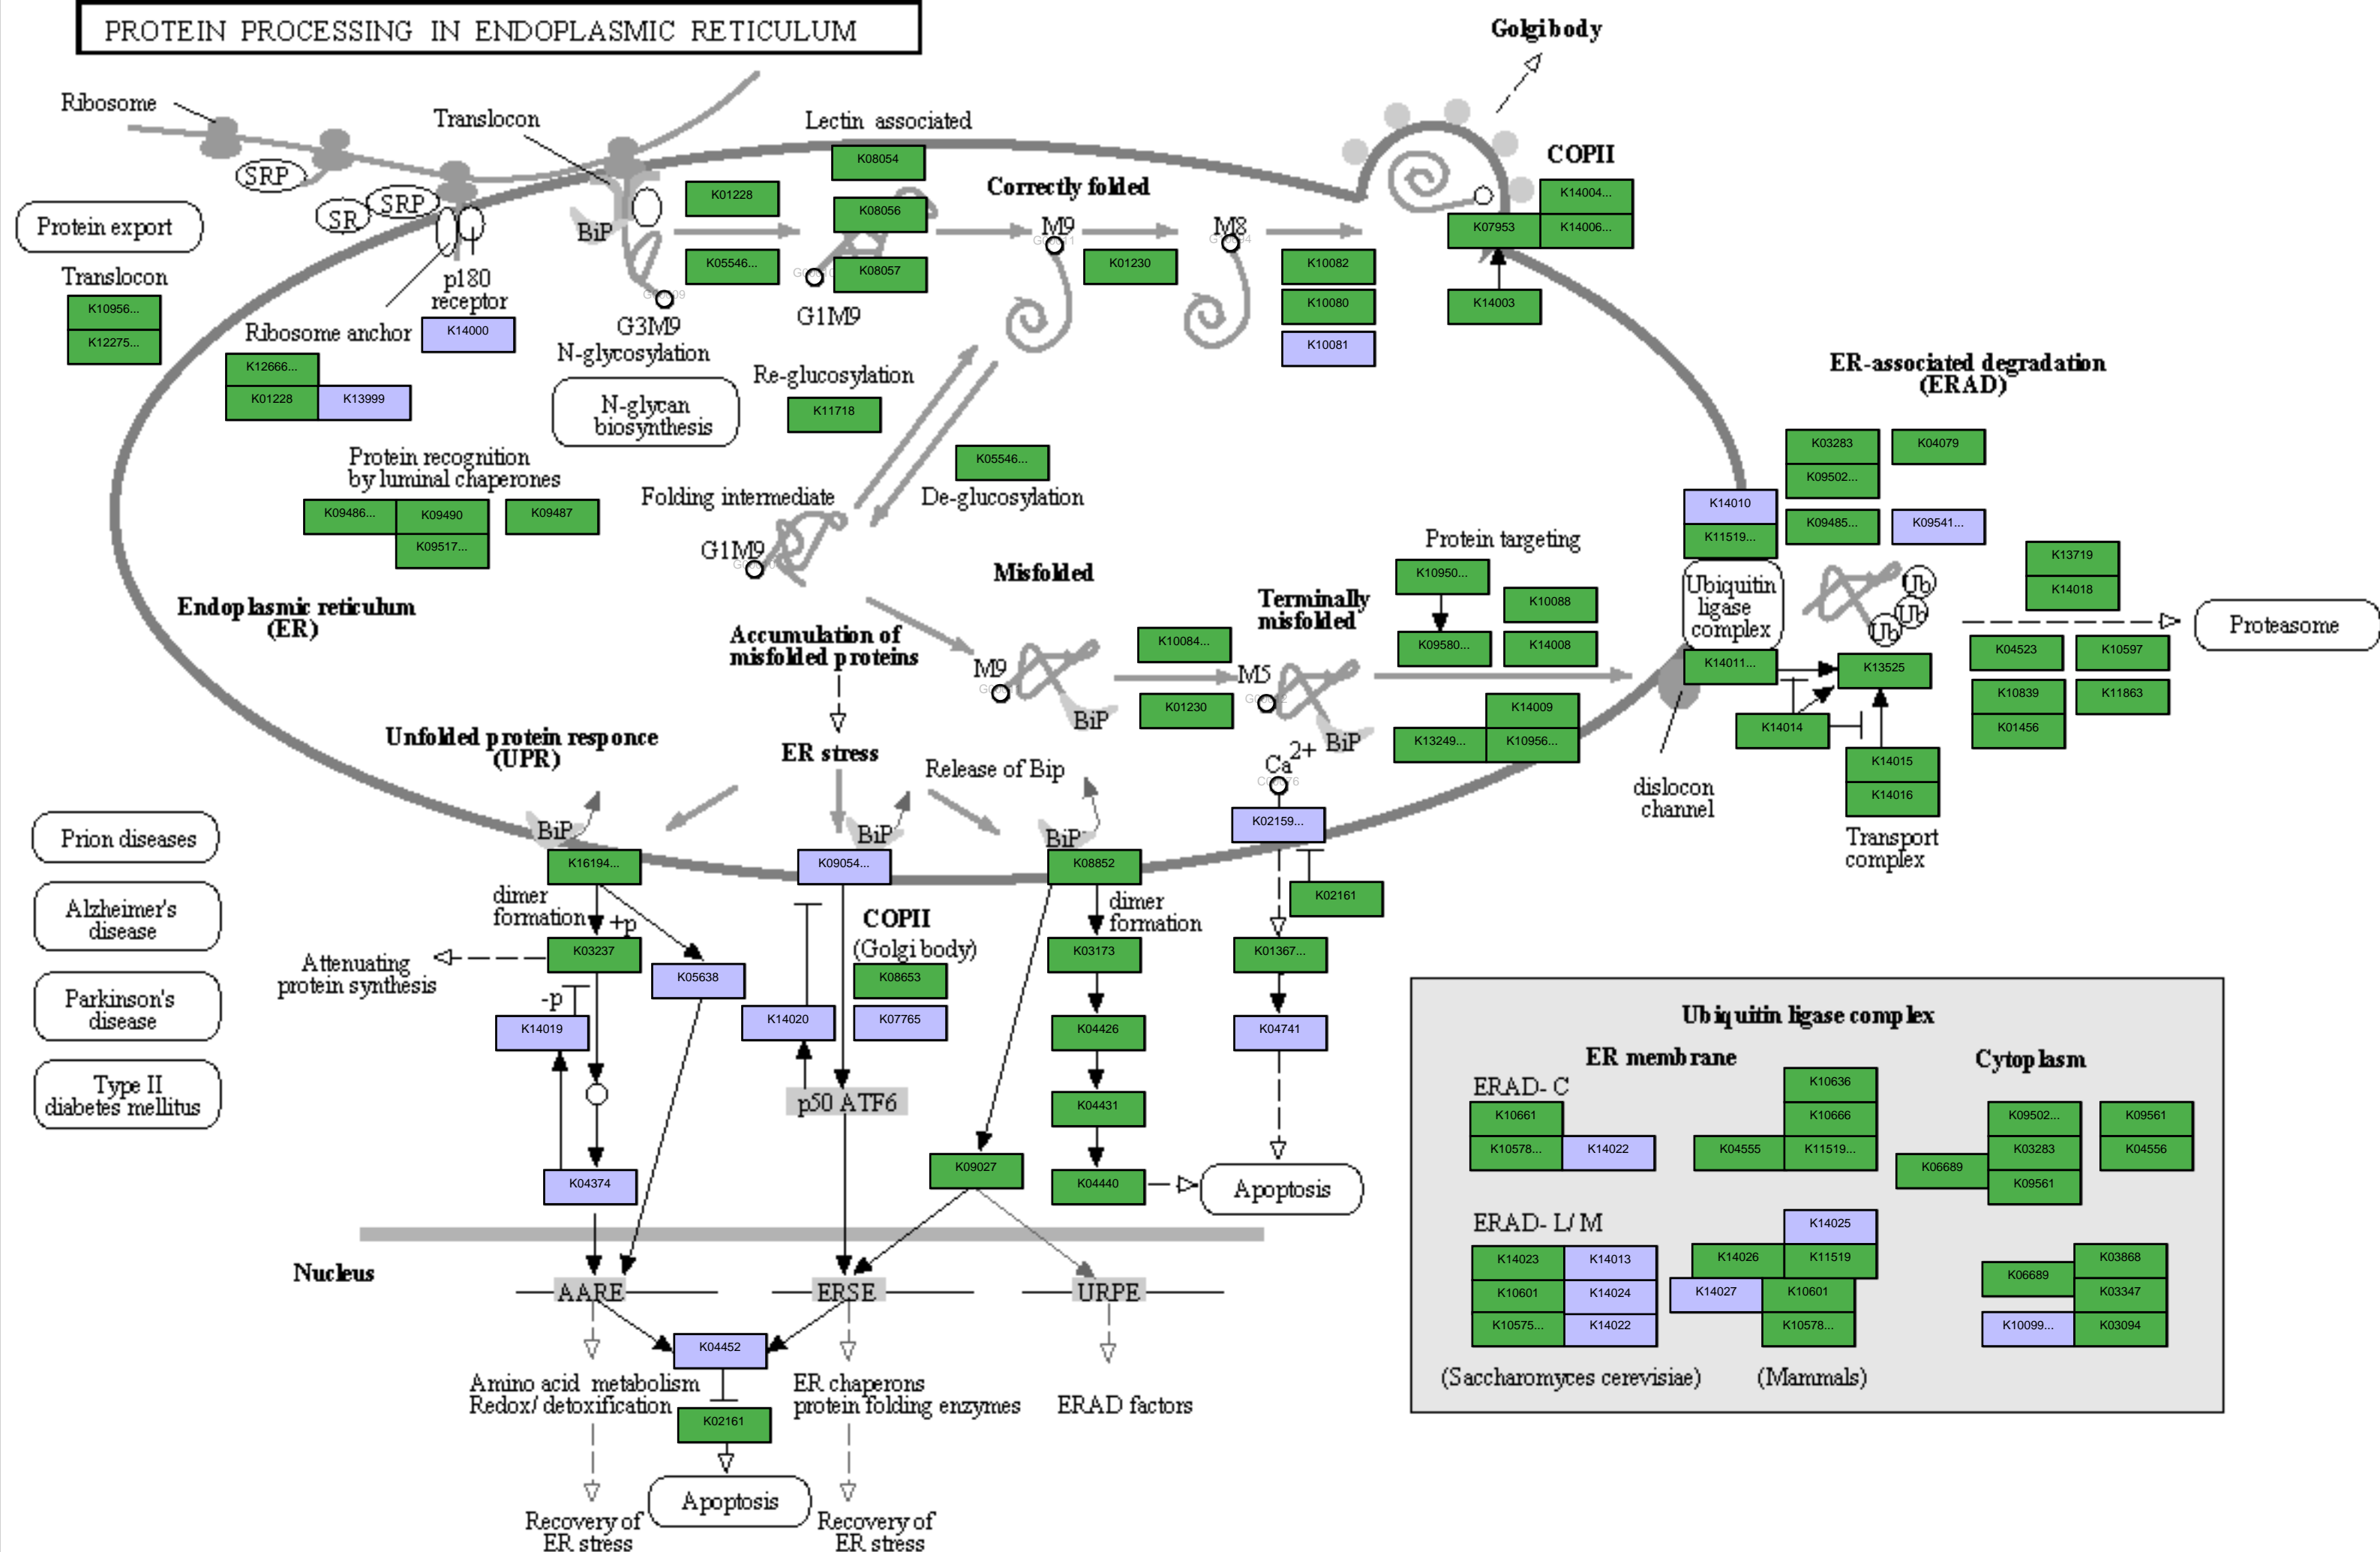 PROTEIN PROCESSING IN ENDOPLASMIC RETICULUM
Golgi body
Ribosome
Translocon
Lectin associated
K08054
COPII
SRP
SR
SRP
Correctly folded
K01228
K08056
K14004...
Protein export
BiP
M9
M8
K07953
K14006...
Translocon
p180
receptor
K05546...
K08057
K01230
K10082
K10956...
K12275...
Ribosome anchor
K14000
G3M9
N-glycosylation
G1M9
K10080
K14003
K10081
K12666...
K01228
K13999
N-glycan
biosynthesis
Re-glucosylation
K11718
ER-associated degradation
(ERAD)
Protein recognition
by luminal chaperones
K09486...
K09490
K09487
K09517...
K05546...
Folding intermediate
De-glucosylation
G1M9
K03283
K04079
K09502...
K14010
K11519...
K09485...
K09541...
Endoplasmic reticulum
(ER)
Misfolded
Protein targeting
K10950...
K10088
K09580...
K14008
Terminally
misfolded
Ubiquitin
ligase
complex
Ub
Ub
Ub
K13719
K14018
Proteasome
Accumulation of
misfolded proteins
M9
BiP
K10084...
K01230
M5
BiP
K14009
K13249...
K10956...
K14011...
K13525
K14014
K04523
K10597
K10839
K11863
K01456
K14015
K14016
Transport
complex
dislocon
channel
Unfolded protein responce
(UPR)
ER stress
Release of Bip
Ca2+
Prion diseases
Alzheimer's
disease
Parkinson's
disease
Type II
diabetes mellitus
BiP
BiP
BiP
K02159...
K16194...
K09054...
K08852
K02161
dimer
formation
+p
COPII
(Golgi body)
dimer
formation
Attenuating
protein synthesis
K03237
K05638
K08653
K03173
K01367...
-p
K14019
K14020
K07765
K04426
K04741
p50 ATF6
K04431
K04374
K09027
K04440
Apoptosis
Nucleus
AARE
ERSE
URPE
K04452
Amino acid metabolism
Redox/ detoxification
ER chaperons
protein folding enzymes
ERAD factors
K02161
Apoptosis
Recovery of
ER stress
Recovery of
ER stress
Ubiquitin ligase complex
ER membrane
Cytoplasm
ERAD- C
K10636
K10661
K10666
K09502...
K09561
K10578...
K14022
K04555
K11519...
K06689
K03283
K04556
K09561
ERAD- L/ M
K14025
K14023
K14013
K14026
K11519
K06689
K03868
K10601
K14024
K14027
K10601
K03347
K10575...
K14022
K10578...
K10099...
K03094
(Saccharomyces cerevisiae)
(Mammals)